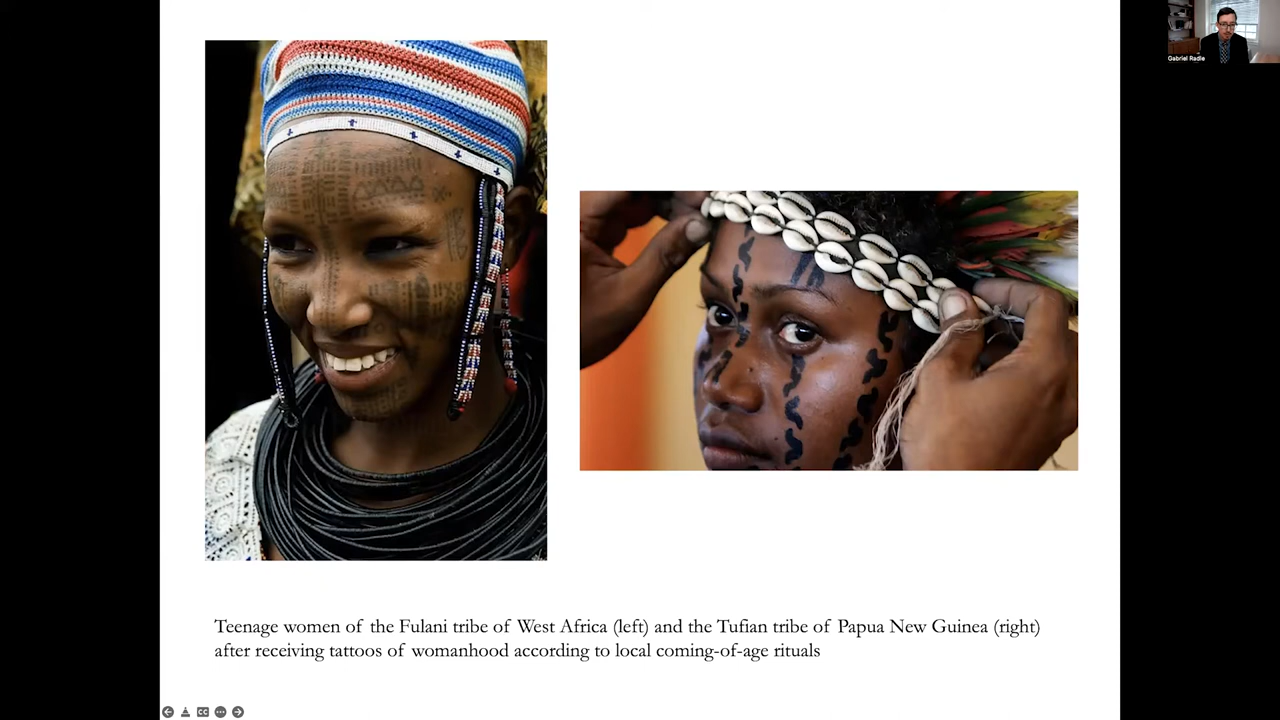 Gabriel Radle
Teenage women of the Fulani tribe of West Africa (left) and the Tufian tribe of Papua New Guinea (right)
after receiving tattoos of womanhood according to local coming-of-age rituals
CC